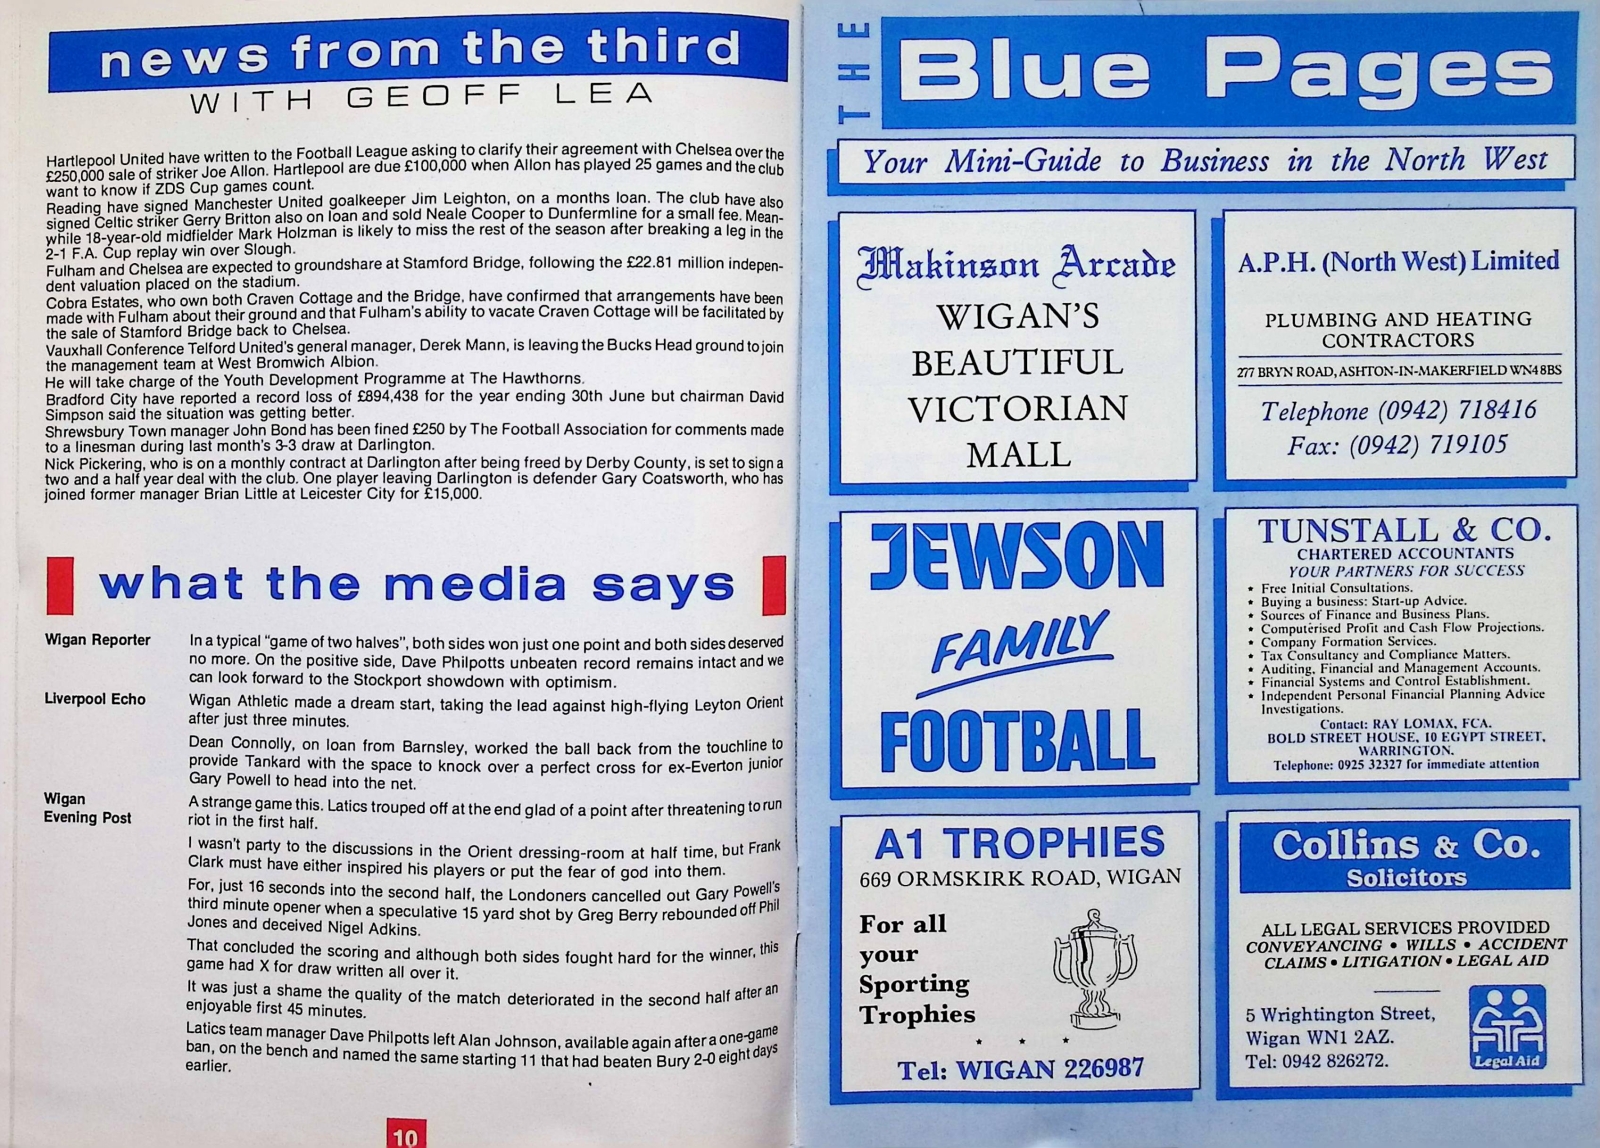 news from the third
WITH GEOFF LEA
Hartlepool United have written to the Football League asking to clarify their agreement with Chelsea over the
£250,000 sale of striker Joe Allon. Hartlepool are due £100,000 when Allon has played 25 games and the club
want to know if ZDS Cup games count.
Reading have signed Manchester United goalkeeper Jim Leighton, on a months loan. The club have also
signed Celtic striker Gerry Britton also on loan and sold Neale Cooper to Dunfermline for a small fee. Mean-
while 18-year-old midfielder Mark Holzman is likely to miss the rest of the season after breaking a leg in the
2-1 F.A. Cup replay win over Slough.
Fulham and Chelsea are expected to groundshare at Stamford Bridge, following the £22.81 million indepen-
dent valuation placed on the stadium.
Cobra Estates, who own both Craven Cottage and the Bridge, have confirmed that arrangements have been
made with Fulham about their ground and that Fulham's ability to vacate Craven Cottage will be facilitated by
the sale of Stamford Bridge back to Chelsea.
Vauxhall Conference Telford United's general manager, Derek Mann, is leaving the Bucks Head ground to join
the management team at West Bromwich Albion.
He will take charge of the Youth Development Programme at The Hawthorns.
Bradford City have reported a record loss of £894,438 for the year ending 30th June but chairman David
Simpson said the situation was getting better.
Shrewsbury Town manager John Bond has been fined £250 by The Football Association for comments made
to a linesman during last month's 3-3 draw at Darlington.
Nick Pickering, who is on a monthly contract at Darlington after being freed by Derby County, is set to sign a
two and a half year deal with the club. One player leaving Darlington is defender Gary Coatsworth, who has
joined former manager Brian Little at Leicester City for £15,000.
what the media says
Wigan Reporter
In a typical "game of two halves", both sides won just one point and both sides deserved
no more. On the positive side, Dave Philpotts unbeaten record remains intact and we
can look forward to the Stockport showdown with optimism.
Liverpool Echo
Wigan Athletic made a dream start, taking the lead against high-flying Leyton Orient
after just three minutes.
Dean Connolly, on loan from Barnsley, worked the ball back from the touchline to
provide Tankard with the space to knock over a perfect cross for ex-Everton junior
Gary Powell to head into the net.
Wigan
Evening Post
A strange game this. Latics trouped off at the end glad of a point after threatening to run
riot in the first half.
I wasn't party to the discussions in the Orient dressing-room at half time, but Frank
Clark must have either inspired his players or put the fear of god into them.
For, just 16 seconds into the second half, the Londoners cancelled out Gary Powell's
third minute opener when a speculative 15 yard shot by Greg Berry rebounded off Phil
Jones and deceived Nigel Adkins.
That concluded the scoring and although both sides fought hard for the winner, this
game had X for draw written all over it.
It was just a shame the quality of the match deteriorated in the second half after an
enjoyable first 45 minutes.
Latics team manager Dave Philpotts left Alan Johnson, available again after a one-game
ban, on the bench and named the same starting 11 that had beaten Bury 2-0 eight days
earlier.
10
THE
Blue Pages
Your Mini-Guide to Business in the North West
Makinson Arcade
WIGAN'S
BEAUTIFUL
VICTORIAN
MALL
A.P.H. (North West) Limited
PLUMBING AND HEATING
CONTRACTORS
277 BRYN ROAD, ASHTON-IN-MAKERFIELD WN4 8BS
Telephone (0942) 718416
Fax: (0942) 719105
JEWSON
FAMILY
FOOTBALL
TUNSTALL & CO.
CHARTERED ACCOUNTANTS
YOUR PARTNERS FOR SUCCESS
* Free Initial Consultations.
* Buying a business: Start-up Advice.
* Sources of Finance and Business Plans.
* Computerised Profit and Cash Flow Projections.
* Company Formation Services.
* Tax Consultancy and Compliance Matters.
* Auditing, Financial and Management Accounts.
* Financial Systems and Control Establishment.
* Independent Personal Financial Planning Advice
Investigations.
Contact: RAY LOMAX, FCA.
BOLD STREET HOUSE, 10 EGYPT STREET,
WARRINGTON.
Telephone: 0925 32327 for immediate attention
A1 TROPHIES
669 ORMSKIRK ROAD, WIGAN
For all
your
Sporting
Trophies
* * *
Tel: WIGAN 226987
Collins & Co.
Solicitors
ALL LEGAL SERVICES PROVIDED
CONVEYANCING • WILLS • ACCIDENT
CLAIMS • LITIGATION • LEGAL AID
5 Wrightington Street,
Wigan WN1 2AZ.
Tel: 0942 826272.
Legal Aid